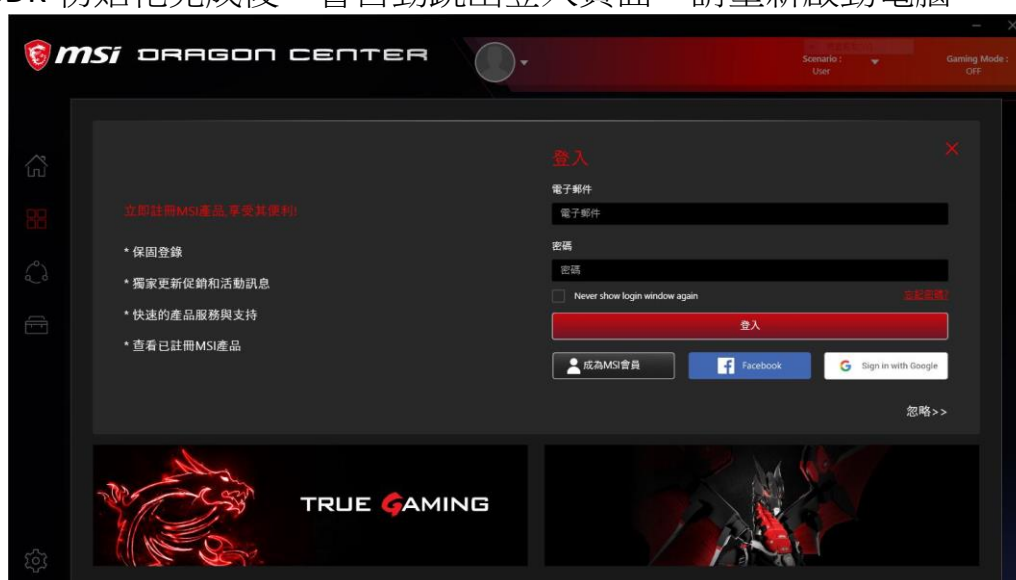 初始化完成後，會自動跳出登入頁面，請重新啟動電腦
msi DRAGON CENTER
Scenario :
User
Gaming Mode :
OFF
登入
電子郵件
立即註冊MSI產品,享受其便利!
電子郵件
* 保固登錄
密碼
* 獨家更新促銷和活動訊息
密碼
Never show login window again
忘記密碼?
* 快速的產品服務與支持
登入
* 查看已註冊MSI產品
成為MSI會員
Facebook
Sign in with Google
忽略>>
TRUE GAMING